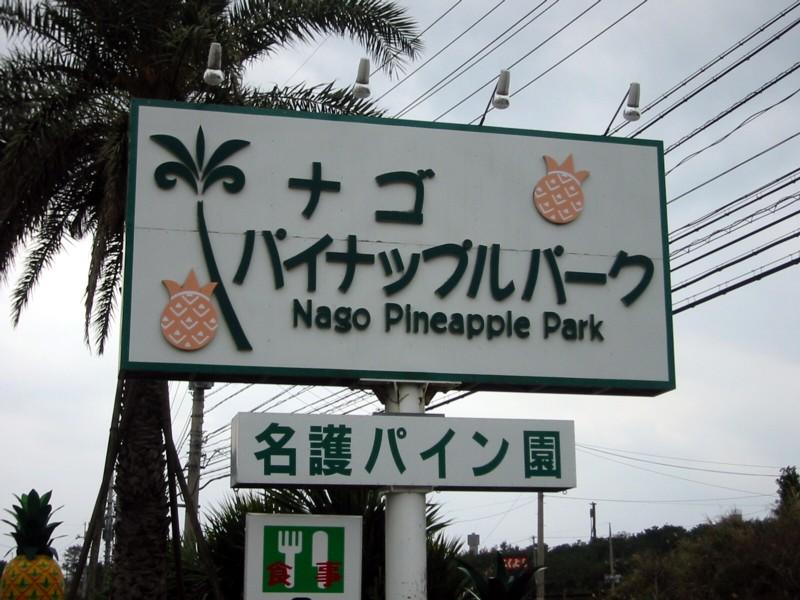 ナゴ
パイナップルパーク
Nago Pineapple Park
名護パイン園
食事